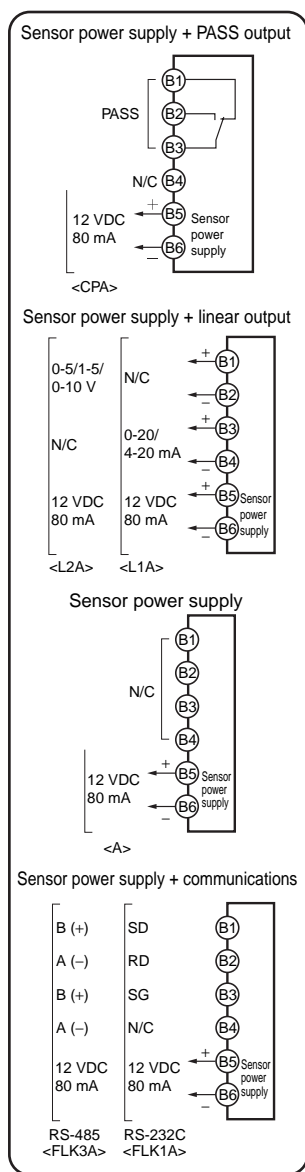 Sensor power supply + PASS output
B1
PASS
B2
B3
N/C
B4
+
12 VDC
80 mA
B5
Sensor
power
supply
B6
−
<CPA>
Sensor power supply + linear output
0-5/1-5/
0-10 V
N/C
+
B1
−
B2
N/C
0-20/
4-20 mA
+
B3
−
B4
12 VDC
80 mA
12 VDC
80 mA
+
B5
Sensor
power
supply
−
B6
<L2A>
<L1A>
Sensor power supply
B1
B2
N/C
B3
B4
+
12 VDC
80 mA
B5
Sensor
power
supply
B6
−
<A>
Sensor power supply + communications
B (+)
SD
B1
A (−)
RD
B2
B (+)
SG
B3
A (−)
N/C
B4
12 VDC
80 mA
12 VDC
80 mA
+
B5
Sensor
power
supply
B6
−
RS-485
<FLK3A>
RS-232C
<FLK1A>